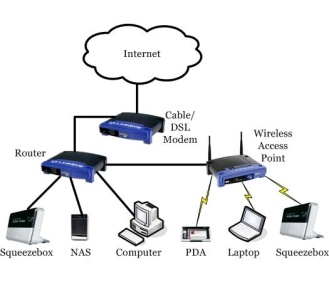 Internet
Cable/
DSL
Modem
Wireless
Access
Point
Router
Squeezebox
NAS
Computer
PDA
Laptop
Squeezebox